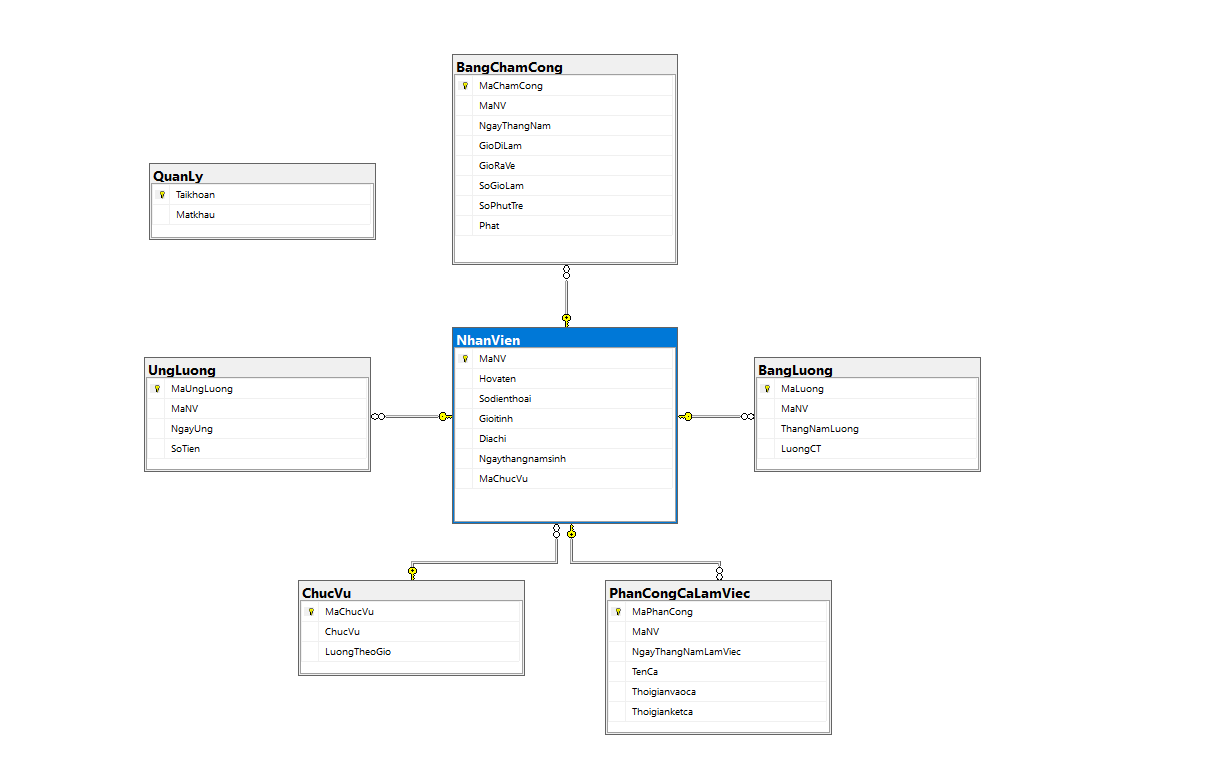 BangChamCong
MaChamCong
MaNV
NgayThangNam
GioDiLam
GioRaVe
SoGioLam
SoPhutTre
Phat
QuanLy
Taikhoan
Matkhau
NhanVien
MaNV
Hovaten
Sodienthoai
Gioitinh
Diachi
Ngaythangnamsinh
MaChucVu
UngLuong
MaUngLuong
MaNV
NgayUng
SoTien
BangLuong
MaLuong
MaNV
ThangNamLuong
LuongCT
ChucVu
MaChucVu
ChucVu
LuongTheoGio
PhanCongCaLamViec
MaPhanCong
MaNV
NgayThangNamLamViec
TenCa
Thoigianvaoca
Thoigianketca